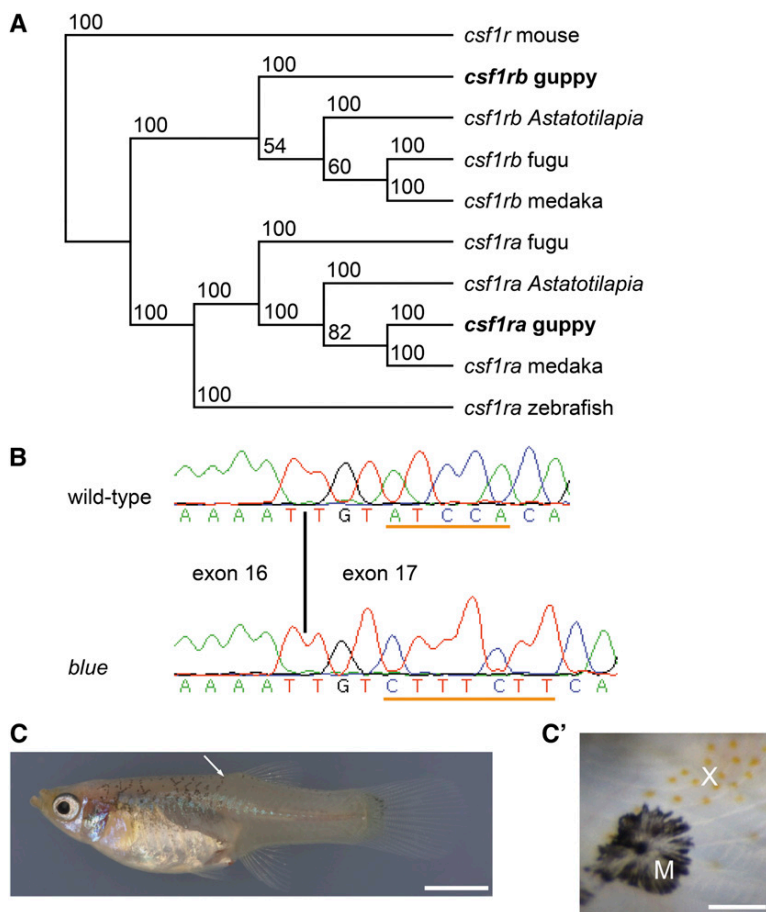 A
100 csf1r mouse
100 csf1rb guppy
100
100 csf1rb Astatotilapia
54
100 csf1rb fugu
60
100 csf1rb medaka
100 csf1ra fugu
100
100 csf1ra Astatotilapia
100
100
100 csf1ra guppy
82
100 csf1ra medaka
100 csf1ra zebrafish
B
wild-type
A A A A T T G T A T C C A C A
exon 16 exon 17
blue
A A A A T T G T C T T T C T T C A
C
C'
X
M